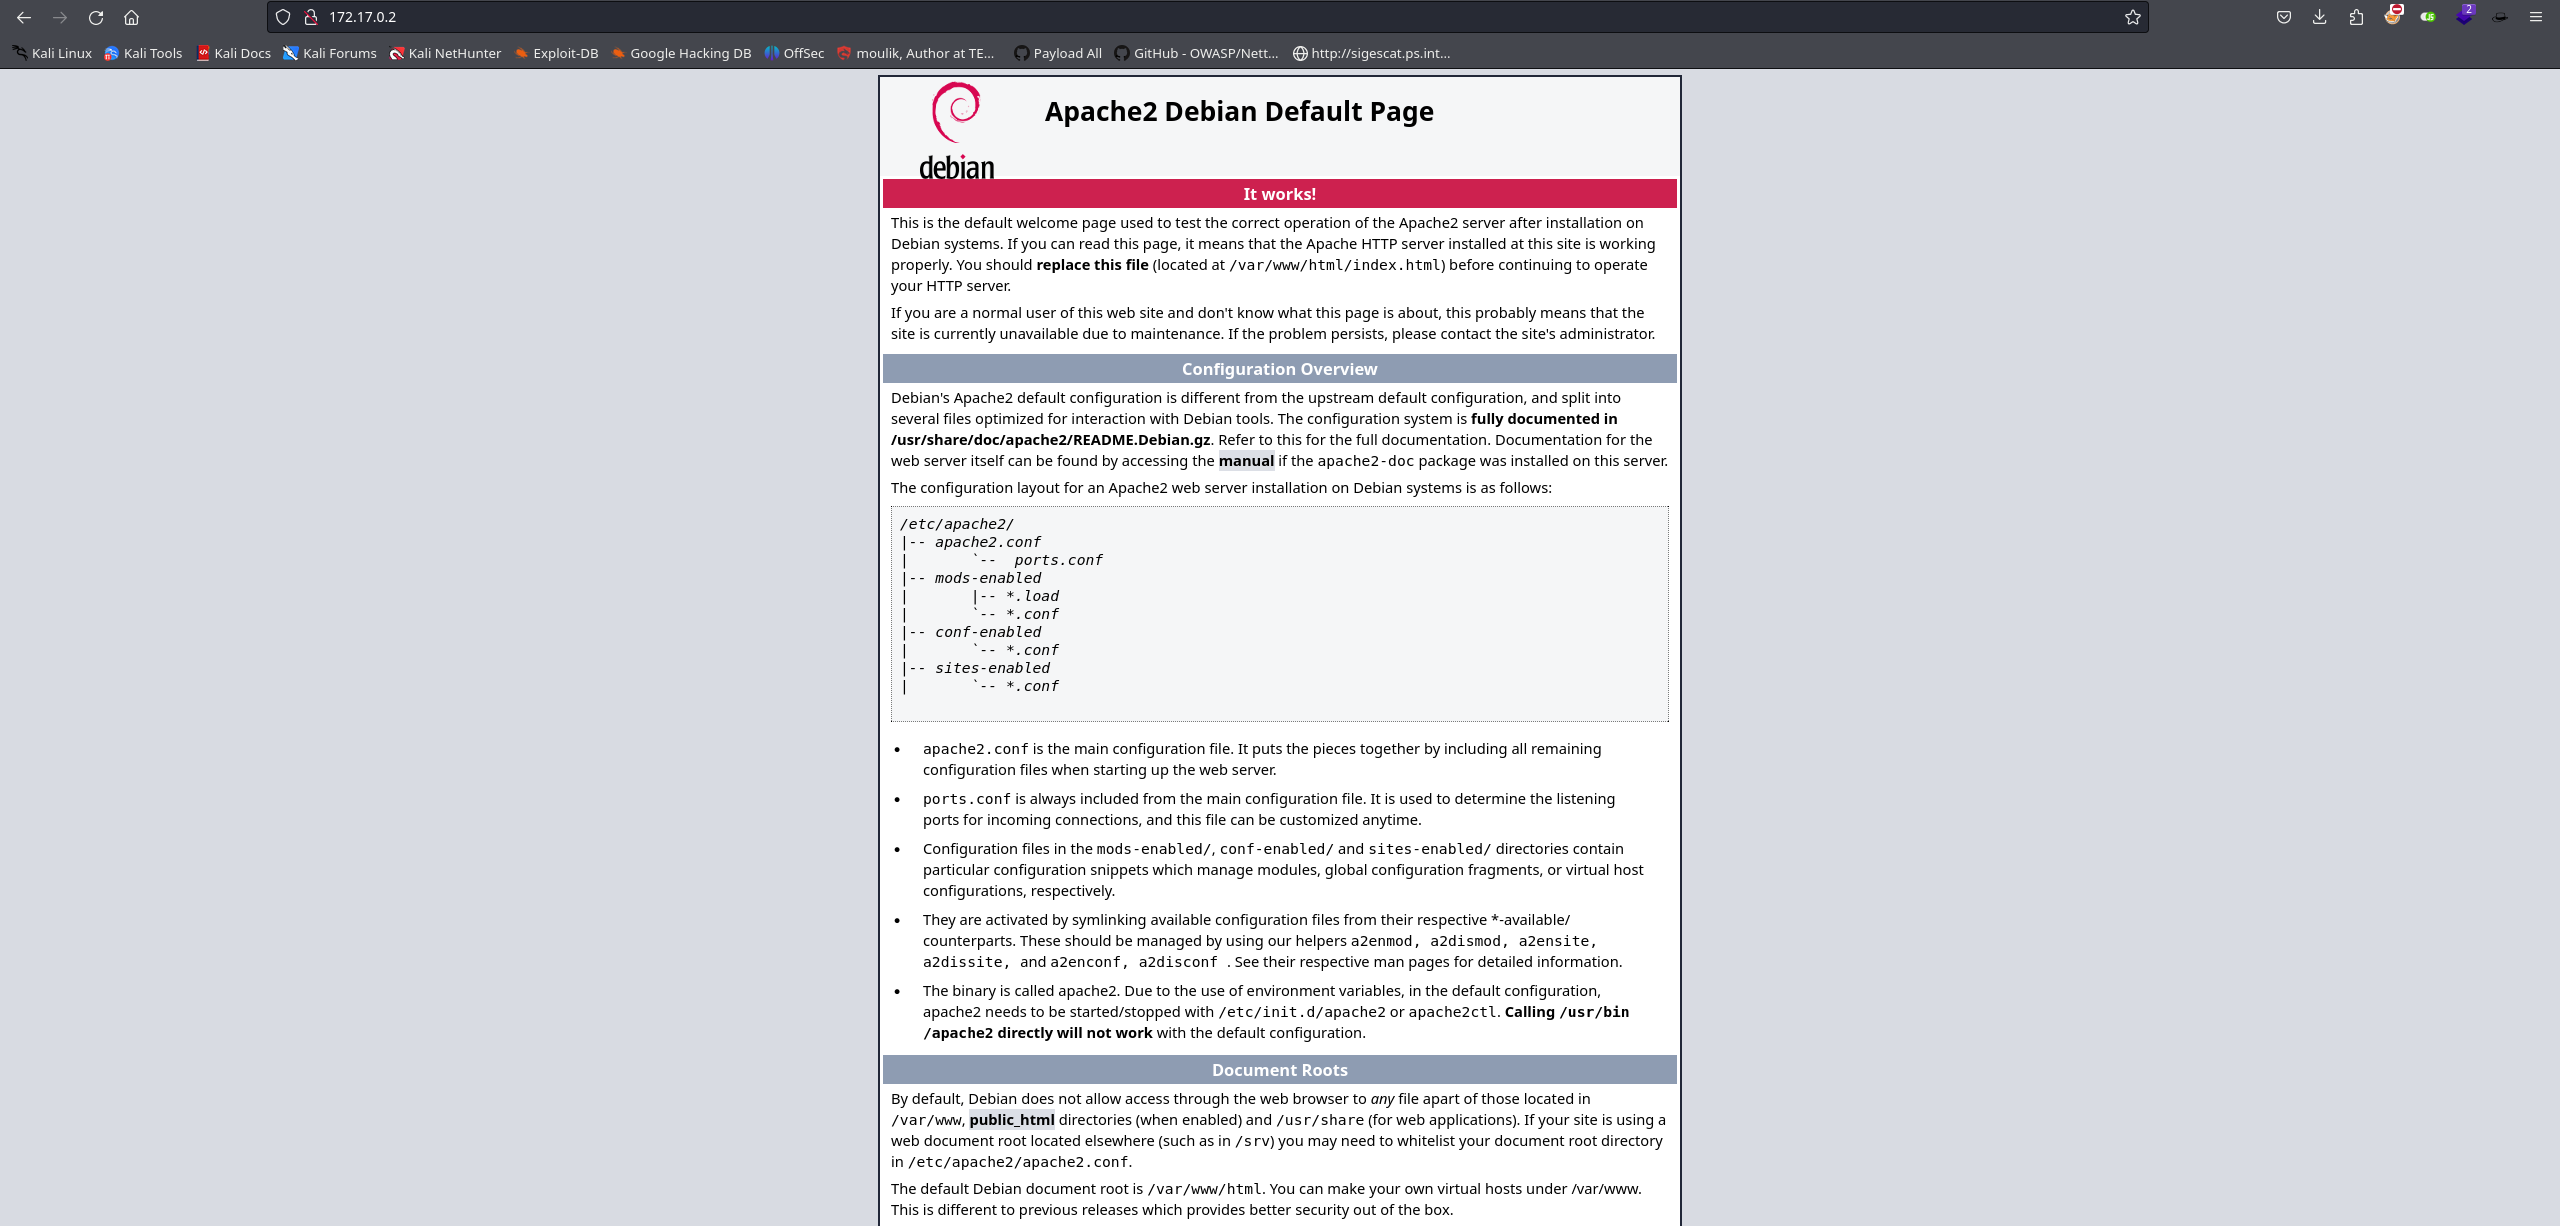 172.17.0.2
2
Kali Linux Kali Tools Kali Docs Kali Forums Kali NetHunter Exploit-DB Google Hacking DB OffSec moulik, Author at TE... Payload All GitHub - OWASP/Nett... http://sigescat.ps.int...
debian
Apache2 Debian Default Page
It works!
This is the default welcome page used to test the correct operation of the Apache2 server after installation on
Debian systems. If you can read this page, it means that the Apache HTTP server installed at this site is working
properly. You should replace this file (located at /var/www/html/index.html) before continuing to operate
your HTTP server.
If you are a normal user of this web site and don't know what this page is about, this probably means that the
site is currently unavailable due to maintenance. If the problem persists, please contact the site's administrator.
Configuration Overview
Debian's Apache2 default configuration is different from the upstream default configuration, and split into
several files optimized for interaction with Debian tools. The configuration system is fully documented in
/usr/share/doc/apache2/README.Debian.gz. Refer to this for the full documentation. Documentation for the
web server itself can be found by accessing the manual if the apache2-doc package was installed on this server.
The configuration layout for an Apache2 web server installation on Debian systems is as follows:
/etc/apache2/
|-- apache2.conf
|       `--  ports.conf
|-- mods-enabled
|       |-- *.load
|       `-- *.conf
|-- conf-enabled
|       `-- *.conf
|-- sites-enabled
|       `-- *.conf
• apache2.conf is the main configuration file. It puts the pieces together by including all remaining
configuration files when starting up the web server.
• ports.conf is always included from the main configuration file. It is used to determine the listening
ports for incoming connections, and this file can be customized anytime.
• Configuration files in the mods-enabled/, conf-enabled/ and sites-enabled/ directories contain
particular configuration snippets which manage modules, global configuration fragments, or virtual host
configurations, respectively.
• They are activated by symlinking available configuration files from their respective *-available/
counterparts. These should be managed by using our helpers a2enmod, a2dismod, a2ensite,
a2dissite, and a2enconf, a2disconf . See their respective man pages for detailed information.
• The binary is called apache2. Due to the use of environment variables, in the default configuration,
apache2 needs to be started/stopped with /etc/init.d/apache2 or apache2ctl. Calling /usr/bin
/apache2 directly will not work with the default configuration.
Document Roots
By default, Debian does not allow access through the web browser to any file apart of those located in
/var/www, public_html directories (when enabled) and /usr/share (for web applications). If your site is using a
web document root located elsewhere (such as in /srv) you may need to whitelist your document root directory
in /etc/apache2/apache2.conf.
The default Debian document root is /var/www/html. You can make your own virtual hosts under /var/www.
This is different to previous releases which provides better security out of the box.